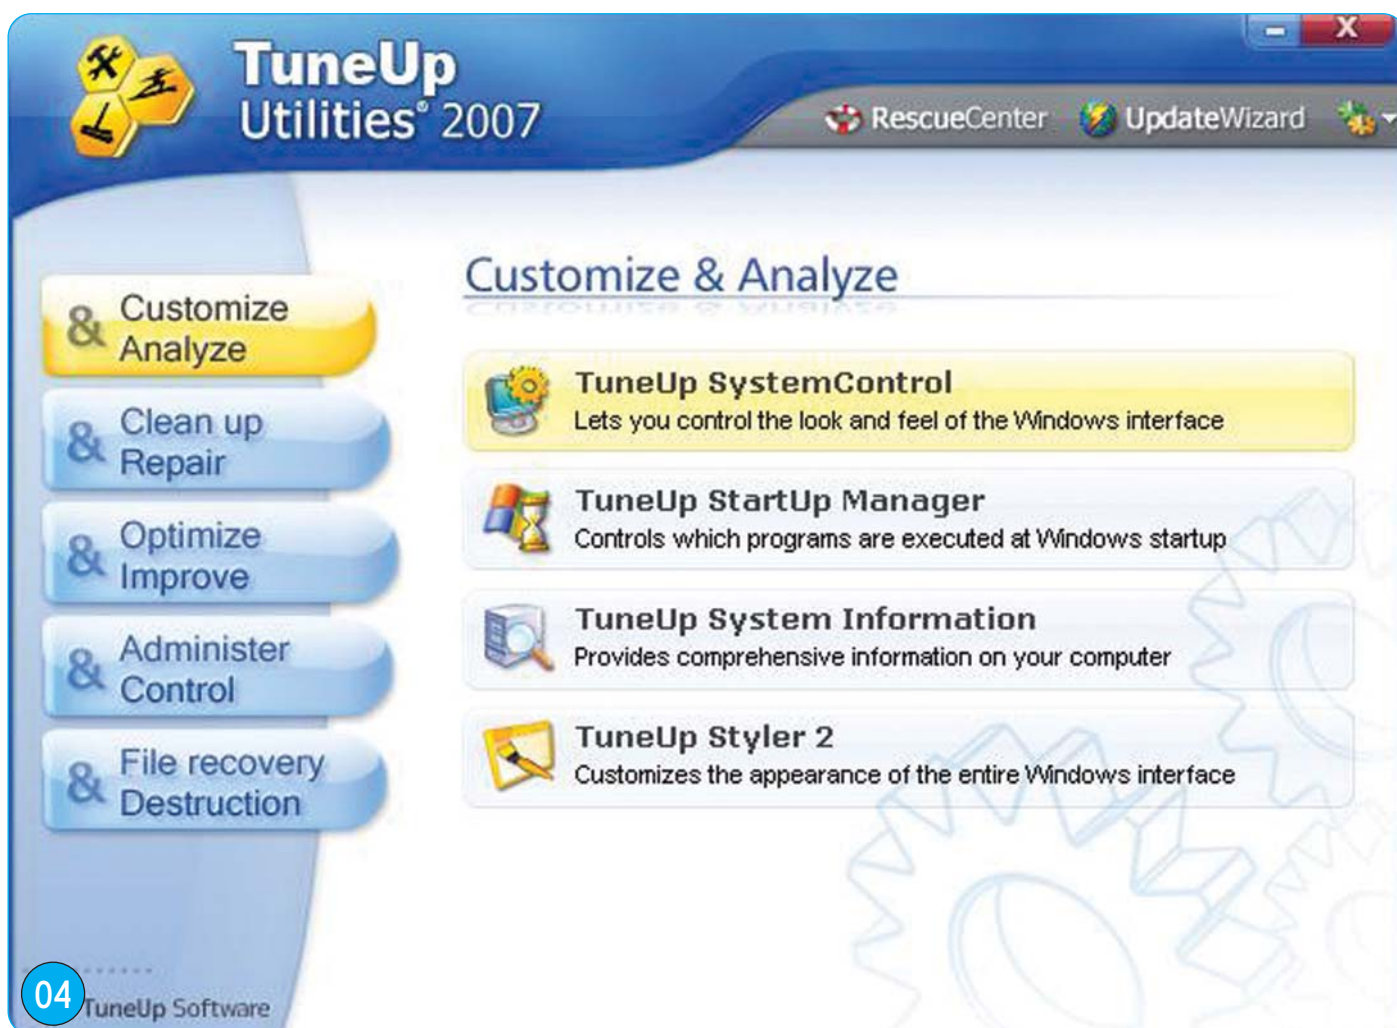 TuneUp
Utilities® 2007
RescueCenter
UpdateWizard
X
& Customize
Analyze
& Clean up
Repair
& Optimize
Improve
& Administer
Control
& File recovery
Destruction
Customize & Analyze
TuneUp SystemControl
Lets you control the look and feel of the Windows interface
TuneUp StartUp Manager
Controls which programs are executed at Windows startup
TuneUp System Information
Provides comprehensive information on your computer
TuneUp Styler 2
Customizes the appearance of the entire Windows interface
04
TuneUp Software